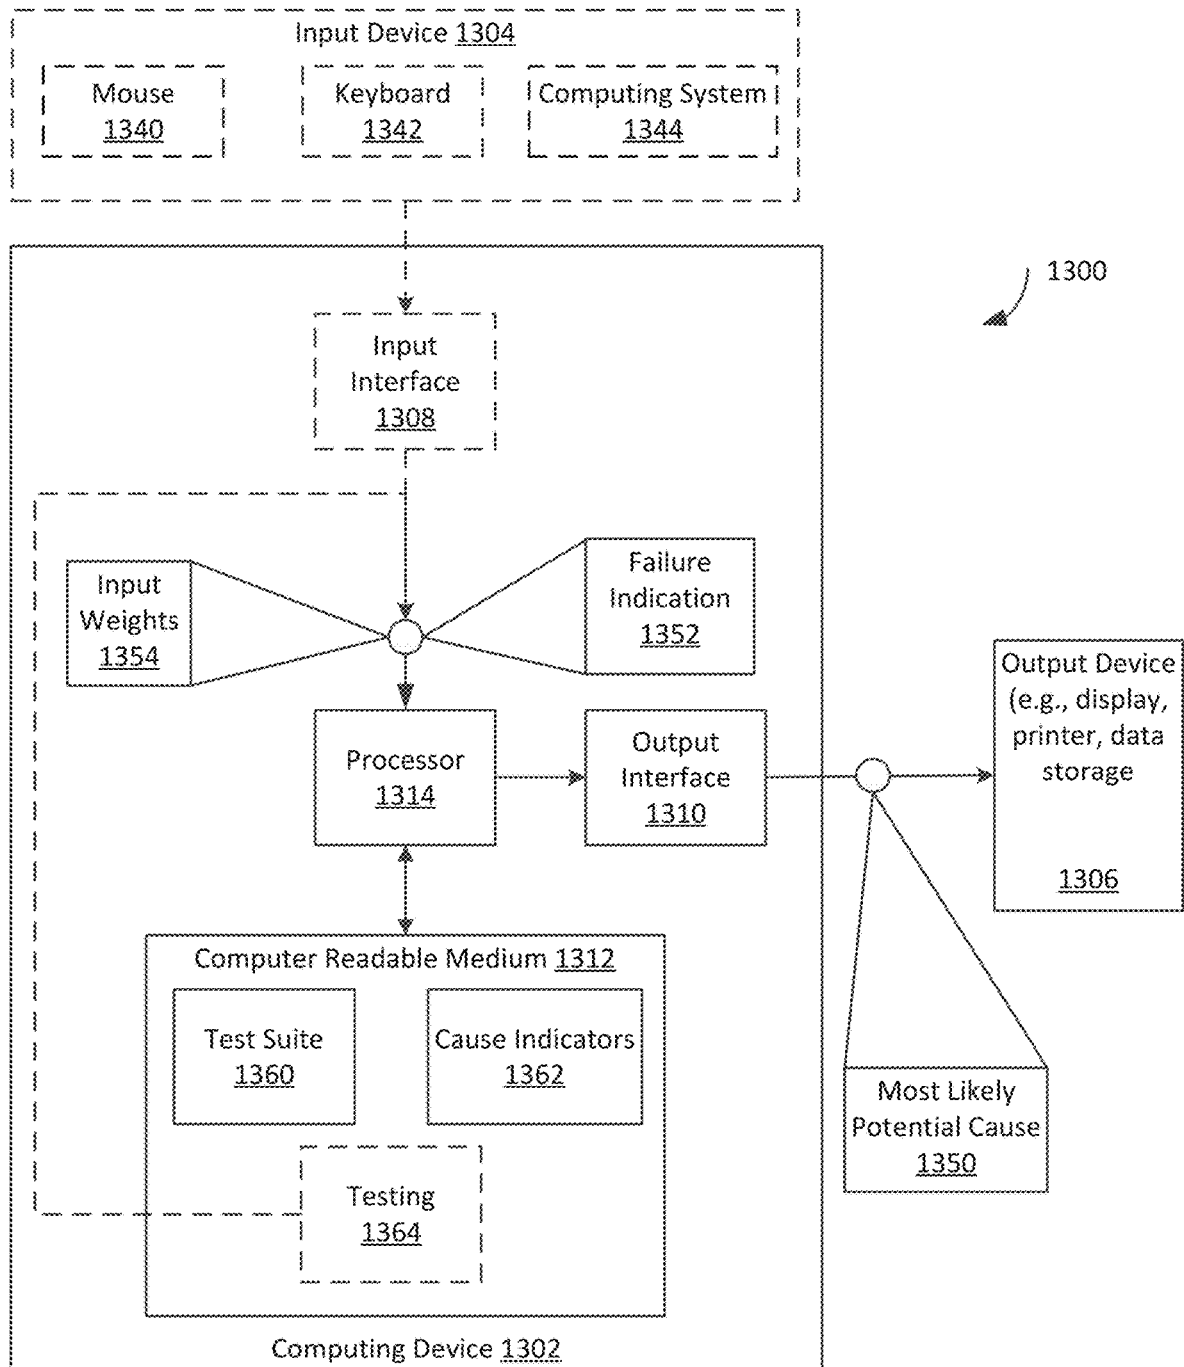 Input Device 1304
Mouse
1340
Keyboard
1342
Computing System
1344
1300
Input
Interface
1308
Input
Weights
1354
Failure
Indication
1352
Processor
1314
Output
Interface
1310
Output Device
(e.g., display,
printer, data
storage
1306
Computer Readable Medium 1312
Test Suite
1360
Cause Indicators
1362
Testing
1364
Most Likely
Potential Cause
1350
Computing Device 1302